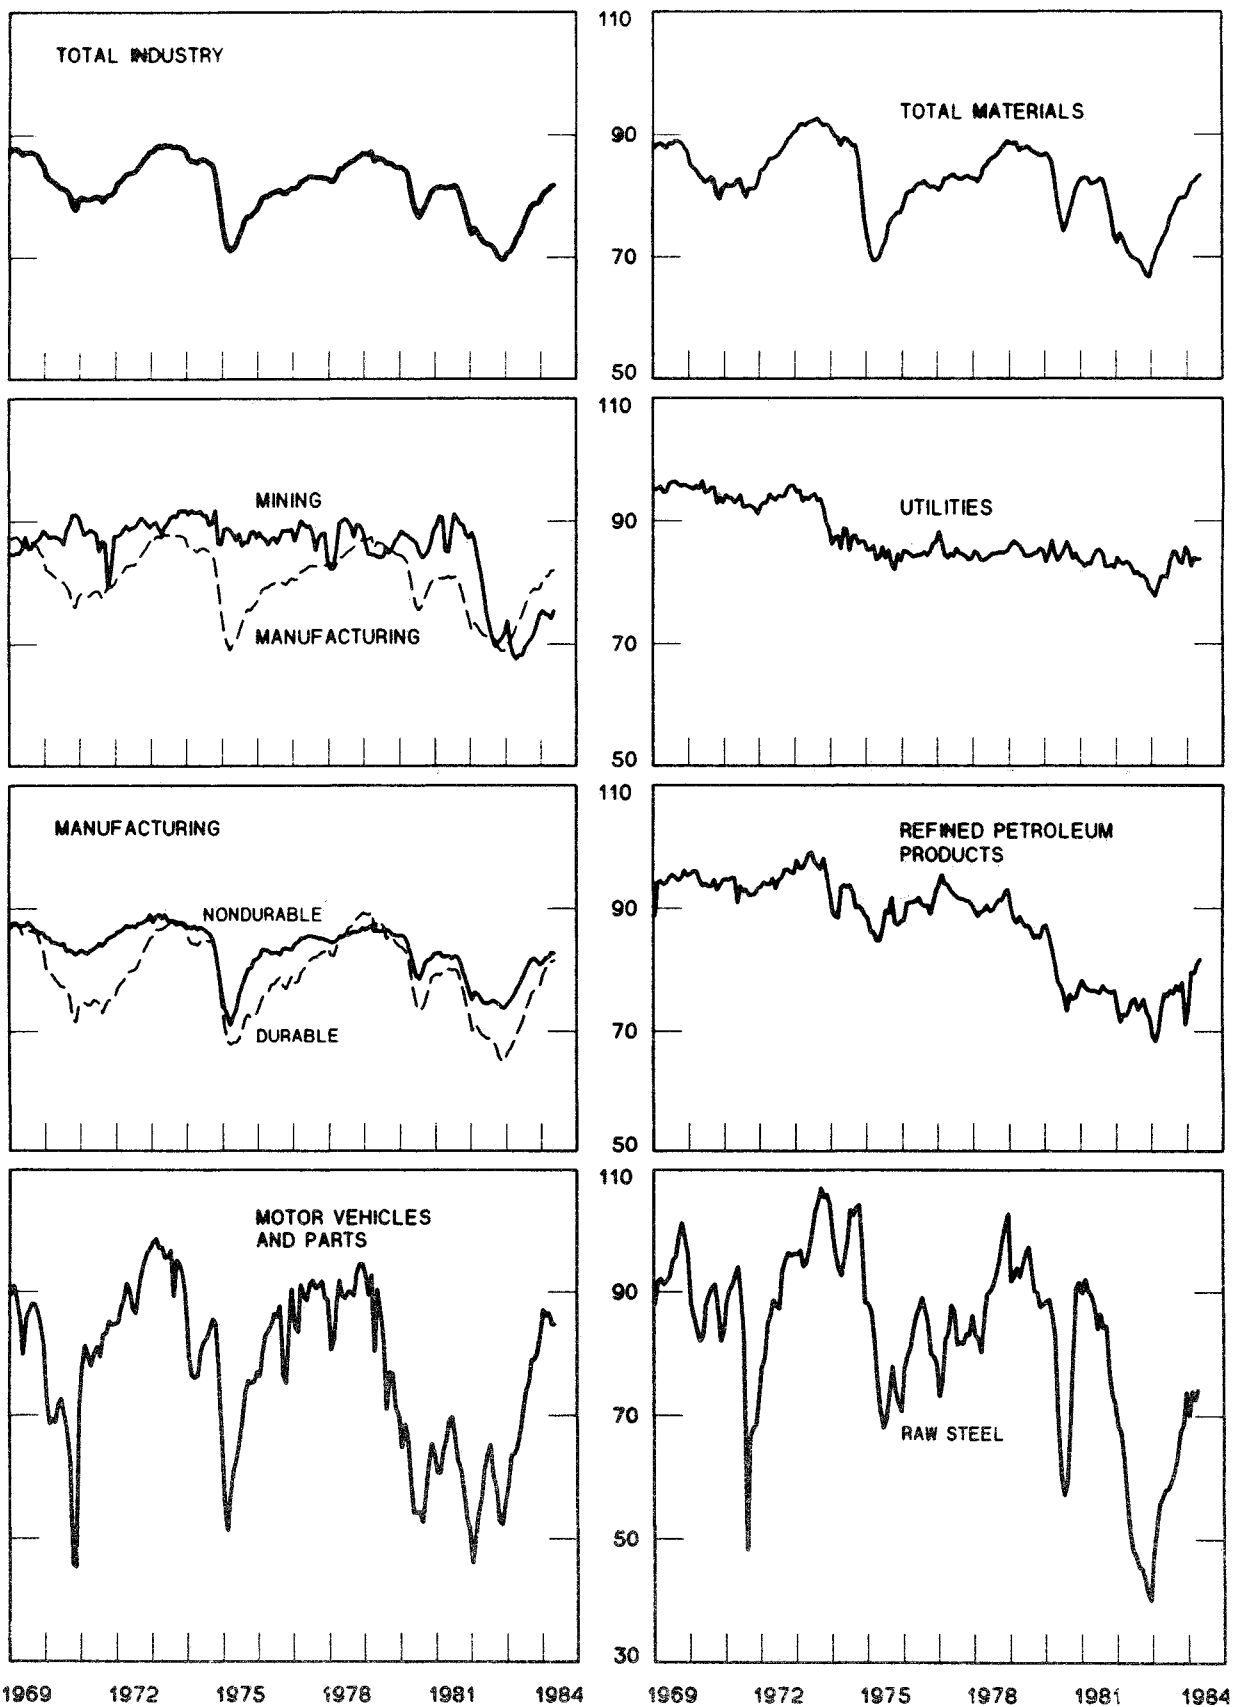 TOTAL INDUSTRY
110
TOTAL MATERIALS
90
70
50
MINING
MANUFACTURING
110
UTILITIES
90
70
50
MANUFACTURING
NONDURABLE
DURABLE
110
REFINED PETROLEUM
PRODUCTS
90
70
50
MOTOR VEHICLES
AND PARTS
110
90
70
RAW STEEL
50
30
1969 1972 1975 1978 1981 1984
1969 1972 1975 1978 1981 1984